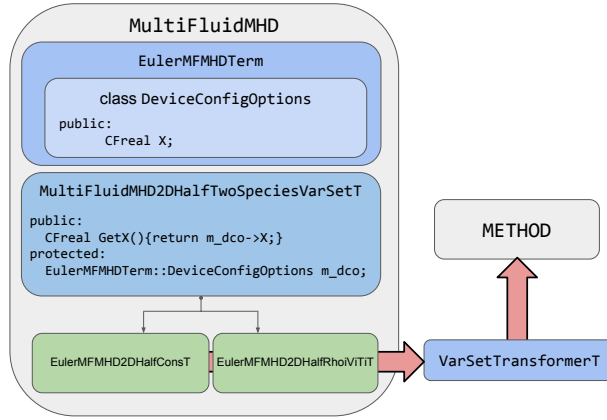 MultiFluidMHD
EulerMFMHDTerm
class DeviceConfigOptions
public:
CFreal X;
MultiFluidMHD2DHalfTwoSpeciesVarSetT
public:
CFreal GetX(){return m_dco->X;}
protected:
EulerMFMHDTerm::DeviceConfigOptions m_dco;
EulerMFMHD2DHalfConsT
EulerMFMHD2DHalfRhoiViTiT
METHOD
VarSetTransformerT